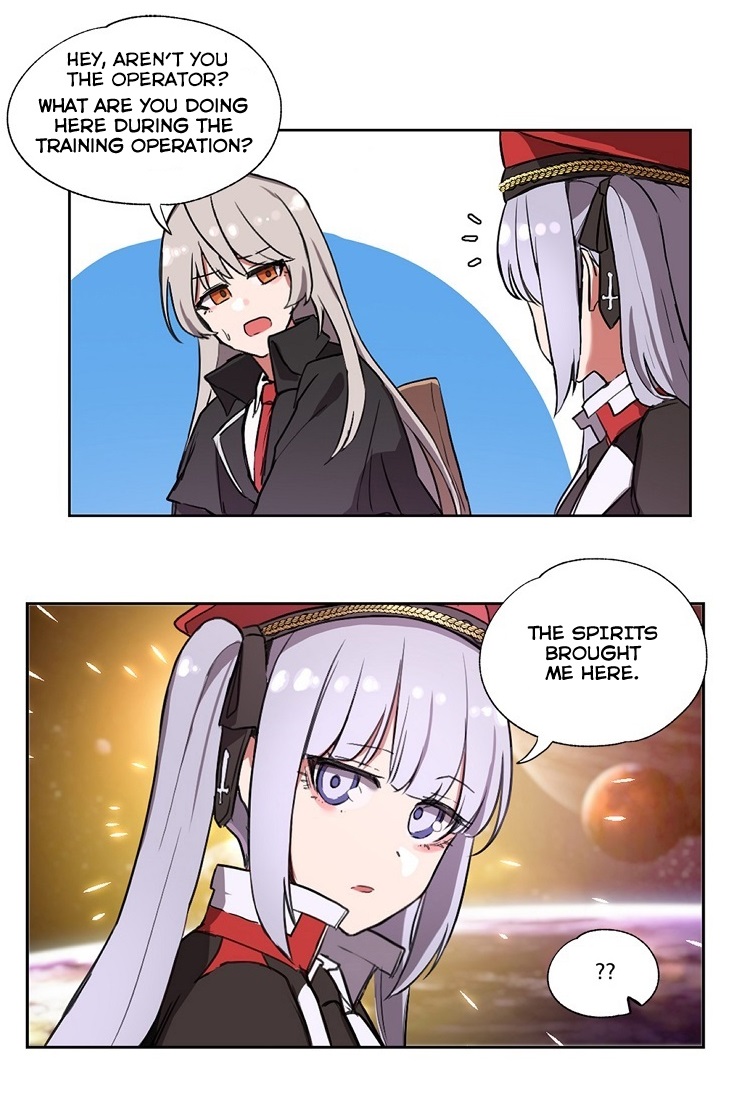 HEY, AREN'T YOU
THE OPERATOR?
WHAT ARE YOU DOING
HERE DURING THE
TRAINING OPERATION?
THE SPIRITS
BROUGHT
ME HERE.
??